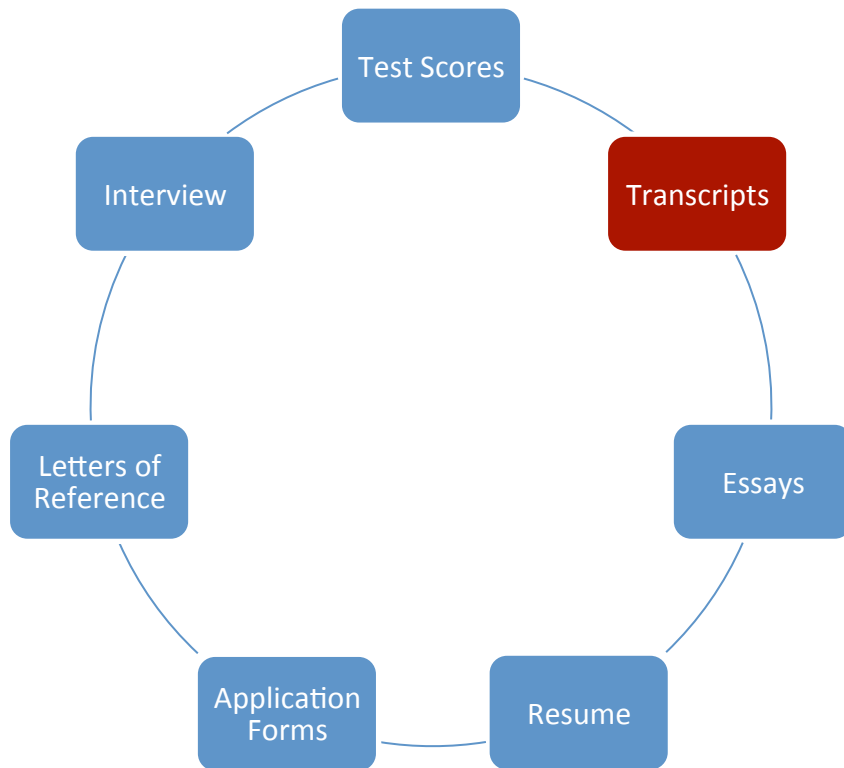 Test Scores
Transcripts
Essays
Resume
Application
Forms
Letters of
Reference
Interview